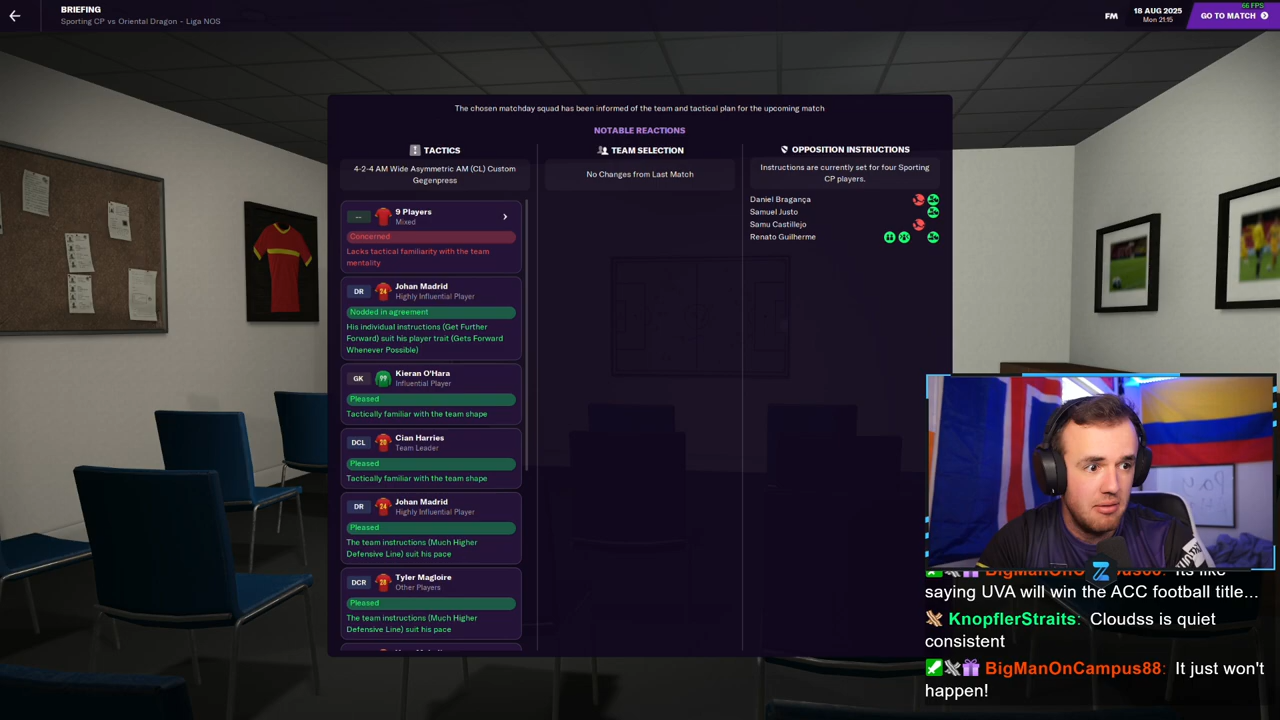 BRIEFING
Sporting CP vs Oriental Dragon - Liga NOS
FM
18 AUG 2025
Mon 21:15
66 FPS
GO TO MATCH
The chosen matchday squad has been informed of the team and tactical plan for the upcoming match
NOTABLE REACTIONS
TACTICS
4-2-4 AM Wide Asymmetric AM (CL) Custom
Gegenpress
--
9 Players
Mixed
Concerned
Lacks tactical familiarity with the team
mentality
DR
24
Johan Madrid
Highly Influential Player
Nodded in agreement
His individual instructions (Get Further
Forward) suit his player trait (Gets Forward
Whenever Possible)
GK
99
Kieran O'Hara
Influential Player
Pleased
Tactically familiar with the team shape
DCL
20
Cian Harries
Team Leader
Pleased
Tactically familiar with the team shape
DR
24
Johan Madrid
Highly Influential Player
Pleased
The team instructions (Much Higher
Defensive Line) suit his pace
DCR
Tyler Magloire
Other Players
Pleased
The team instructions (Much Higher
Defensive Line) suit his pace
TEAM SELECTION
No Changes from Last Match
OPPOSITION INSTRUCTIONS
Instructions are currently set for four Sporting
CP players.
Daniel Bragança
Samuel Justo
Samu Castillejo
Renato Guilherme
BigManOnCampus88: Its like
saying UVA will win the ACC football title...
KnopflerStraits: Cloudss is quiet
consistent
BigManOnCampus88: It just won't
happen!